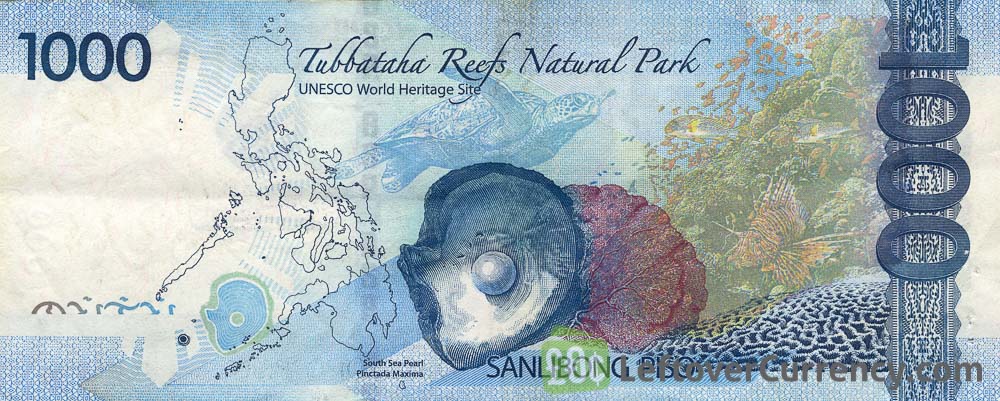 1000
Tubbataha Reefs Natural Park
UNESCO World Heritage Site
1000
South Sea Pearl
Pinctada Maxima
SANLIBONG PISO
LeftoverCurrency.com